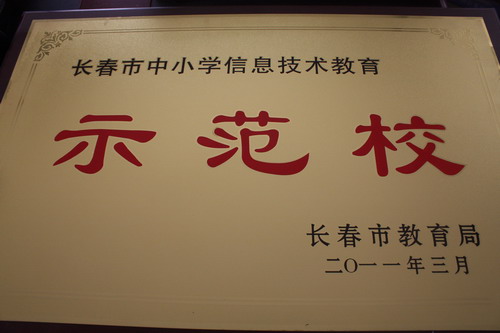 长春市中小学信息技术教育
示范校
长春市教育局
二〇一一年三月